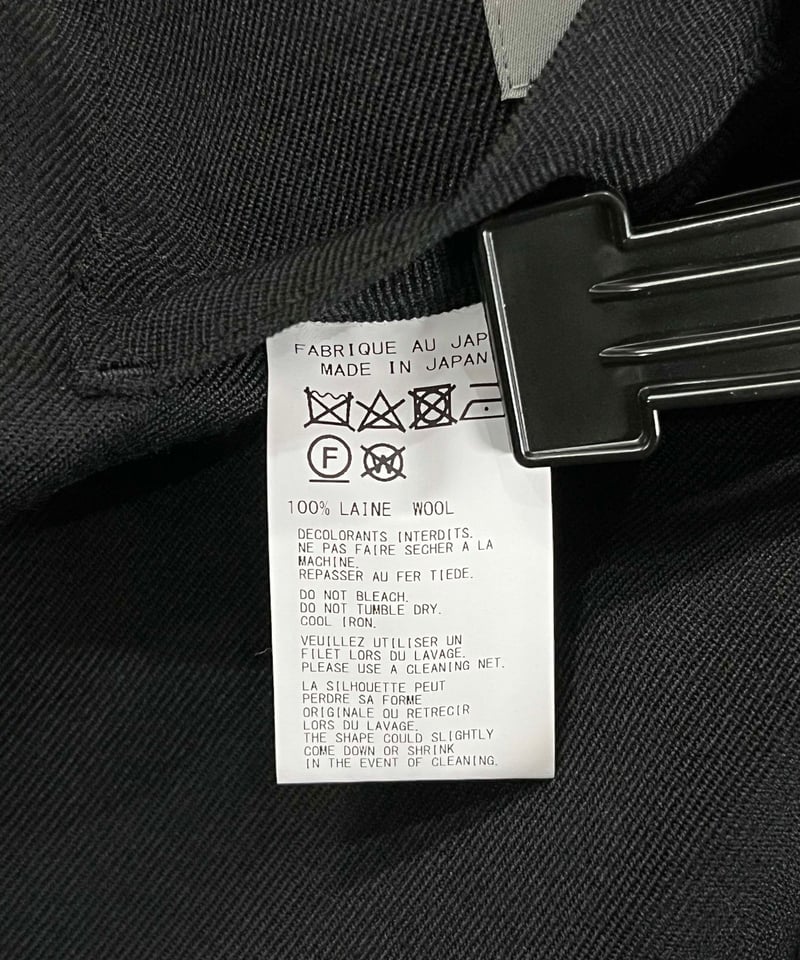 FABRIQUE AU JAP
MADE IN JAPAN
F W
100% LAINE WOOL
DECOLORANTS INTERDITS.
NE PAS FAIRE SECHER A LA
MACHINE.
REPASSER AU FER TIEDE.
DO NOT BLEACH.
DO NOT TUMBLE DRY.
COOL IRON.
VEUILLEZ UTILISER UN
FILET LORS DU LAVAGE.
PLEASE USE A CLEANING NET.
LA SILHOUETTE PEUT
PERDRE SA FORME
ORIGINALE OU RETRECIR
LORS DU LAVAGE.
THE SHAPE COULD SLIGHTLY
COME DOWN OR SHRINK
IN THE EVENT OF CLEANING.